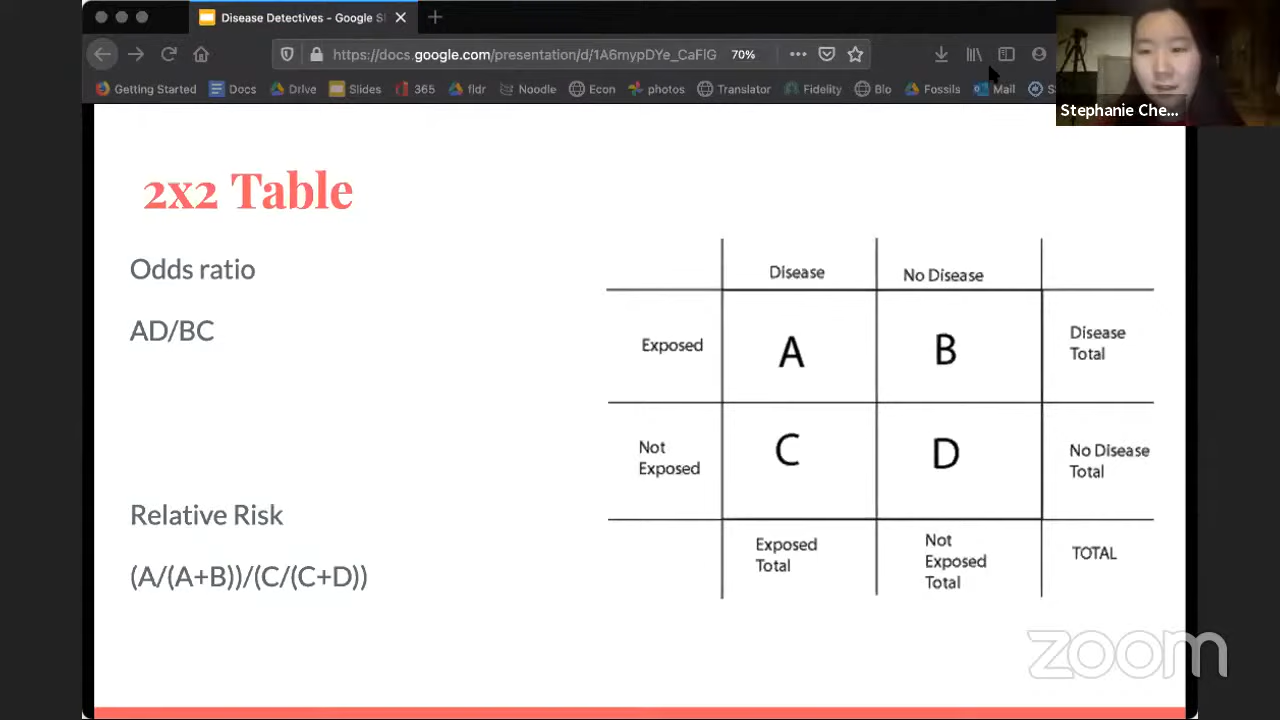 Disease Detectives - Google Sl
https://docs.google.com/presentation/d/1A6mypDYe_CaFlG 70%
Getting Started Docs Drive Slides 365 fldr Noodle Econ photos Translator Fidelity Bio Fossils Mail
Stephanie Che...
2x2 Table
Odds ratio
AD/BC
Relative Risk
(A/(A+B))/(C/(C+D))
Disease No Disease
Exposed A B Disease
Total
Not
Exposed C D No Disease
Total
Exposed
Total
Not
Exposed
Total
TOTAL
zoom